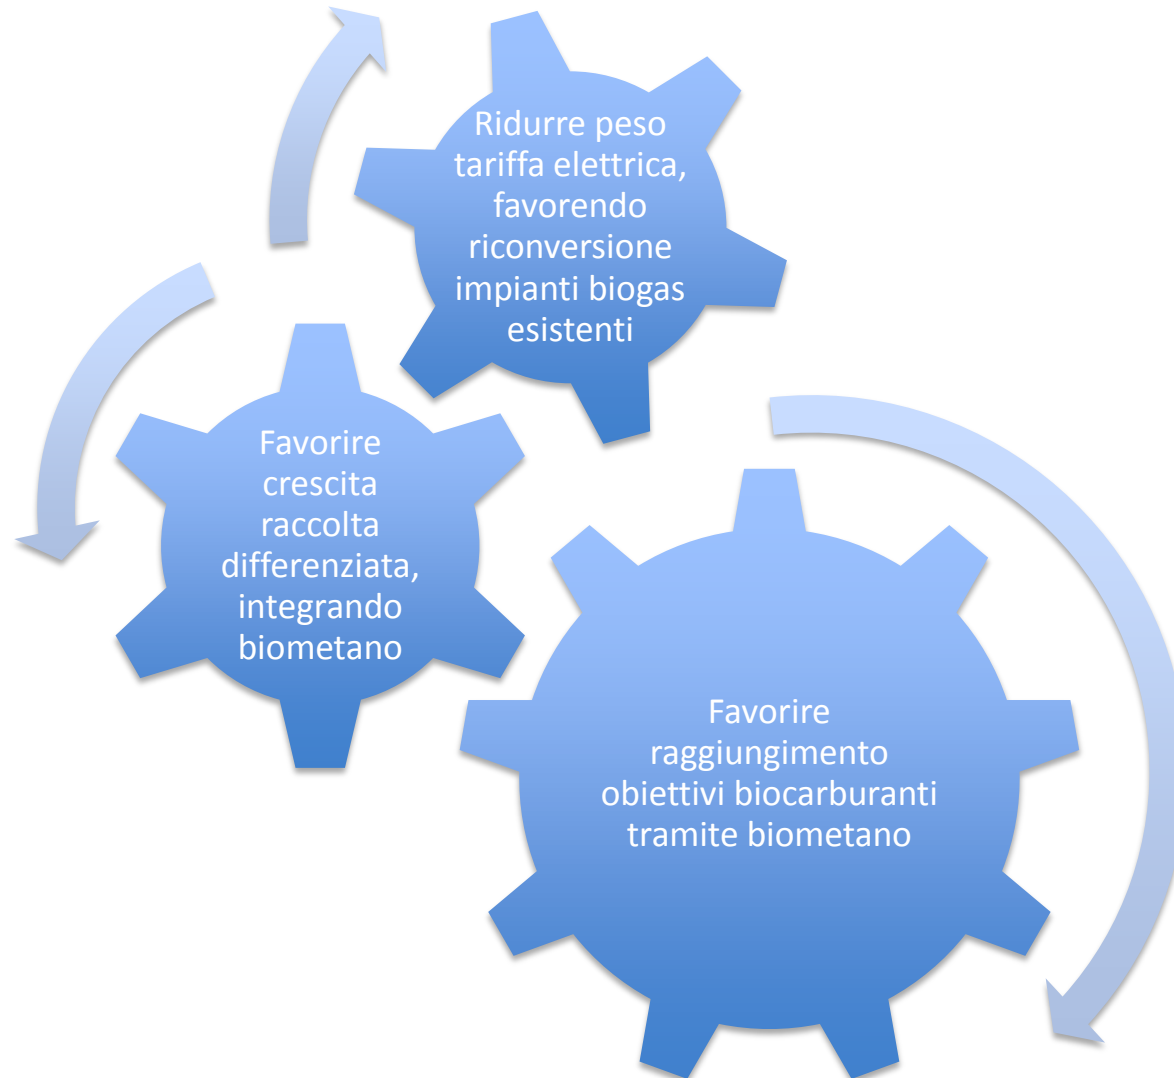 Ridurre peso
tariffa elettrica,
favorendo
riconversione
impianti biogas
esistenti
Favorire
crescita
raccolta
differenziata,
integrando
biometano
Favorire
raggiungimento
obiettivi biocarburanti
tramite biometano